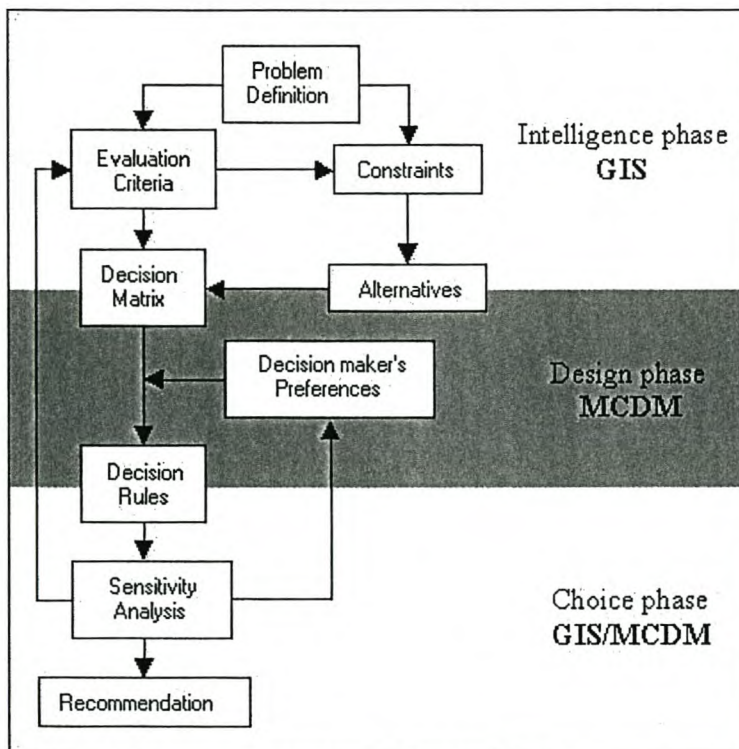 Problem
Definition
Intelligence phase
GIS
Evaluation
Criteria
Constraints
Decision
Matrix
Alternatives
Decision maker's
Preferences
Design phase
MCDM
Decision
Rules
Sensitivity
Analysis
Choice phase
GIS/MCDM
Recommendation